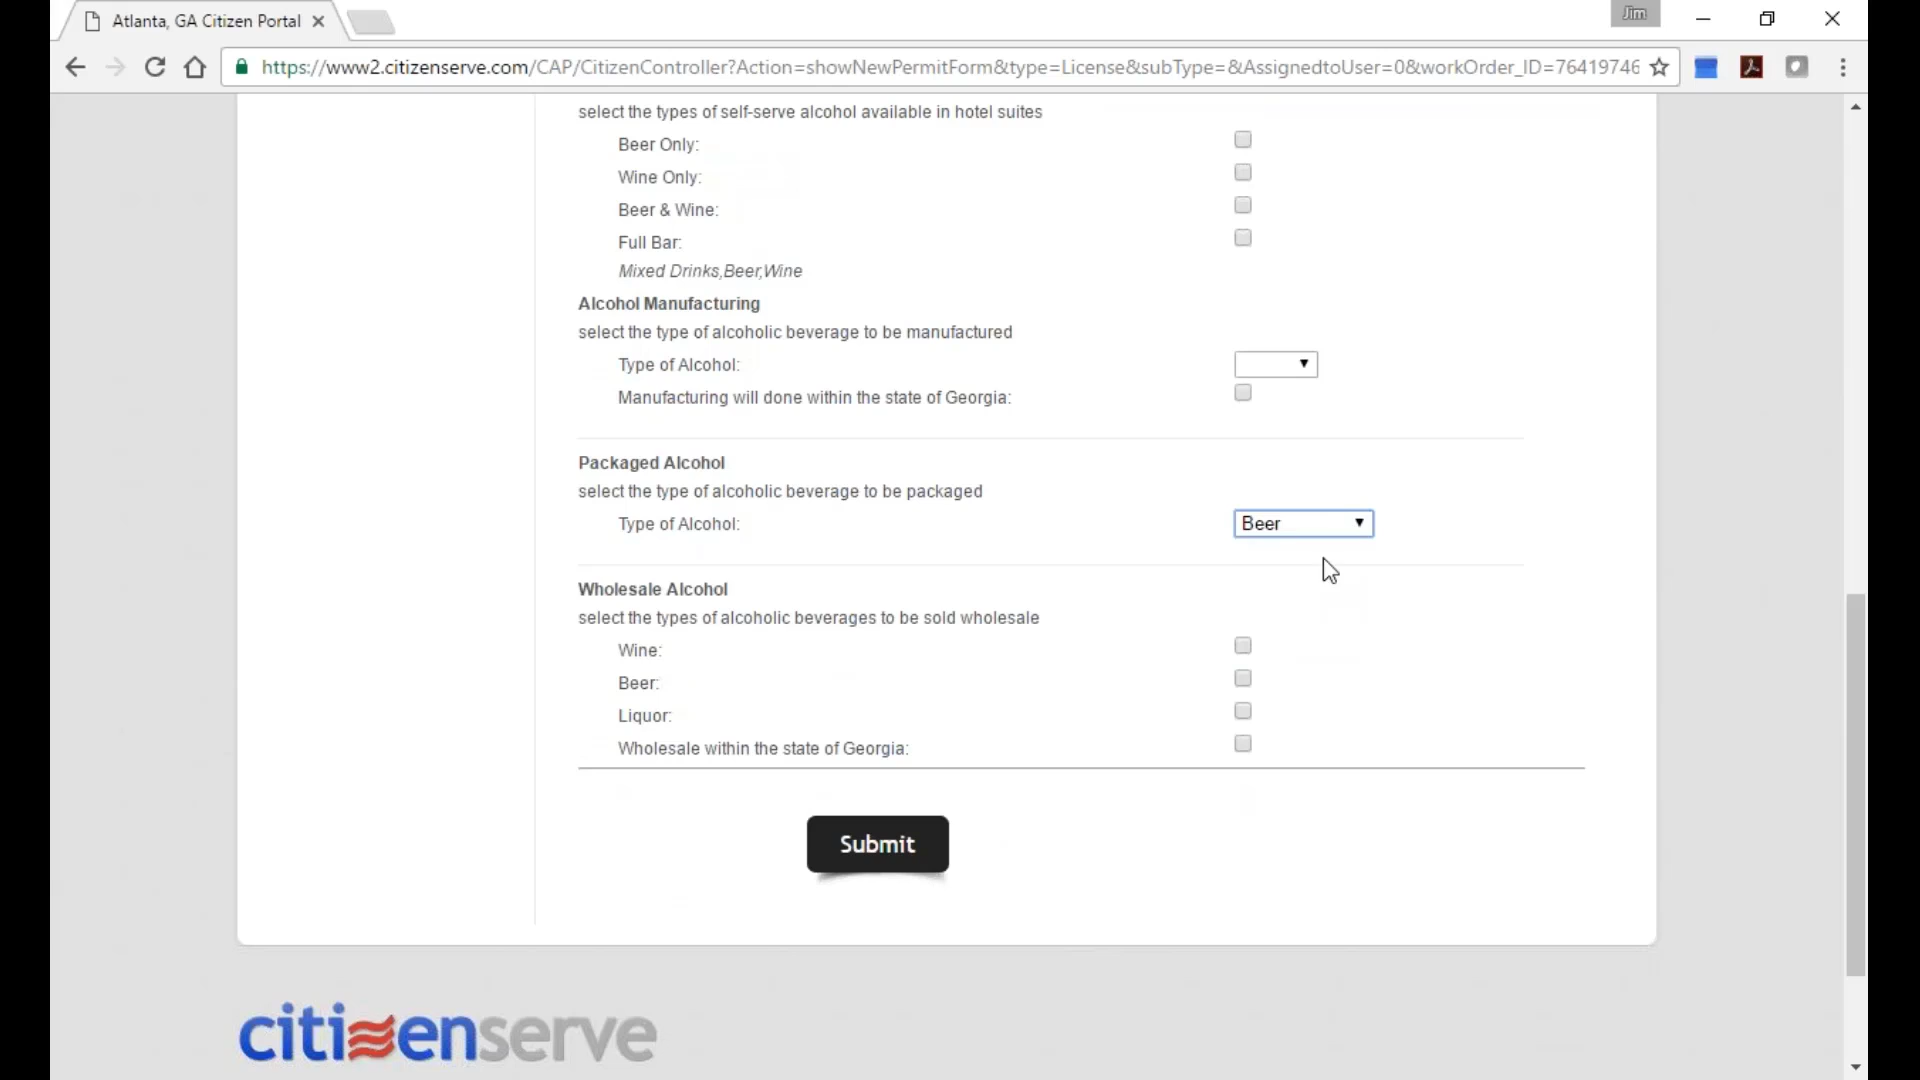 Atlanta, GA Citizen Portal
Jim
https://www2.citizenserve.com/CAP/CitizenController?Action=showNewPermitForm&type=License&subType=&AssignedtoUser=0&workOrder_ID=76419746
select the types of self-serve alcohol available in hotel suites
Beer Only:
Wine Only:
Beer & Wine:
Full Bar:
Mixed Drinks,Beer,Wine
Alcohol Manufacturing
select the type of alcoholic beverage to be manufactured
Type of Alcohol:
Manufacturing will done within the state of Georgia:
Packaged Alcohol
select the type of alcoholic beverage to be packaged
Type of Alcohol: Beer
Wholesale Alcohol
select the types of alcoholic beverages to be sold wholesale
Wine:
Beer:
Liquor:
Wholesale within the state of Georgia:
Submit
citizenserve